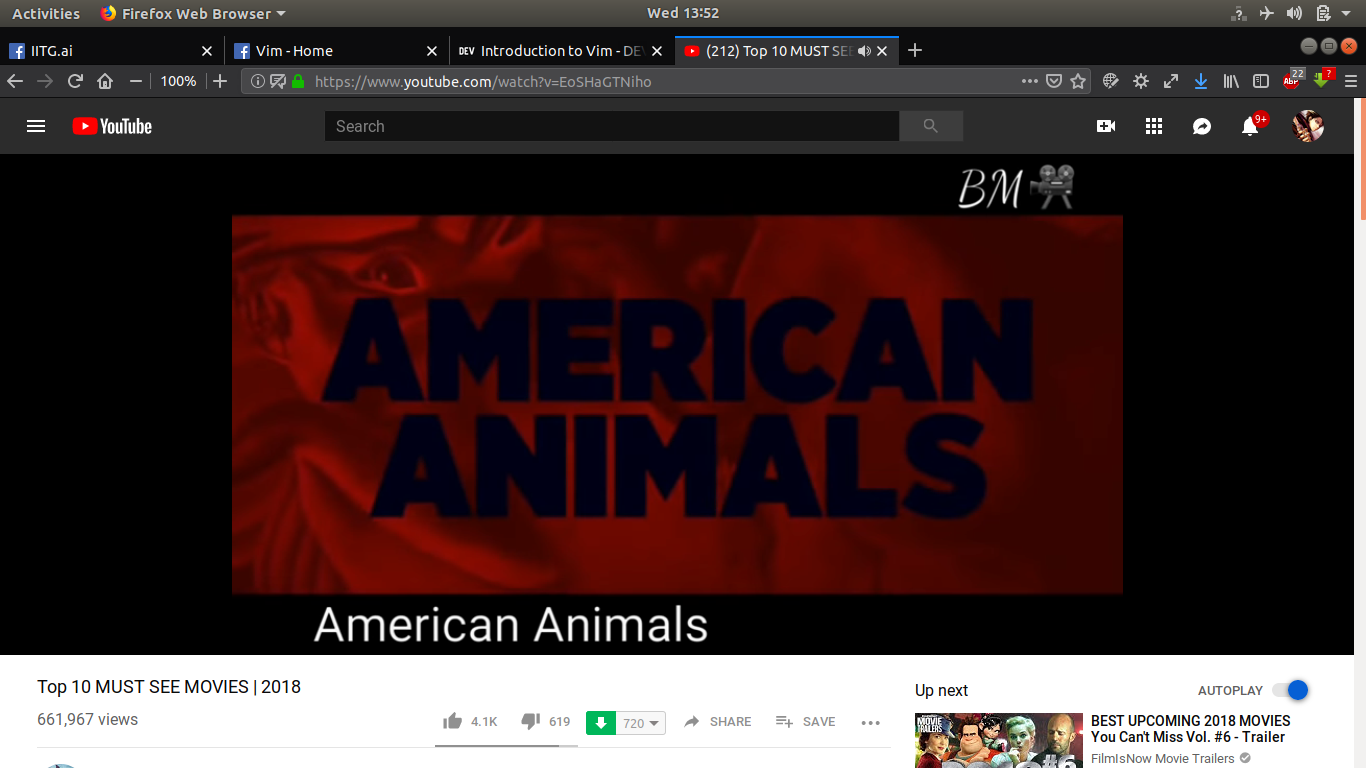 Activities Firefox Web Browser Wed 13:52
IITG.ai Vim - Home DEV Introduction to Vim - DEV (212) Top 10 MUST SEE
100% https://www.youtube.com/watch?v=EoSHaGTNiho 22 ABP ?
YouTube Search 9+
BM
AMERICAN
ANIMALS
American Animals
Top 10 MUST SEE MOVIES | 2018
661,967 views
4.1K 619 720 SHARE SAVE
Up next AUTOPLAY
MOVIE
TRAILERS
#6
BEST UPCOMING 2018 MOVIES
You Can't Miss Vol. #6 - Trailer
FilmIsNow Movie Trailers